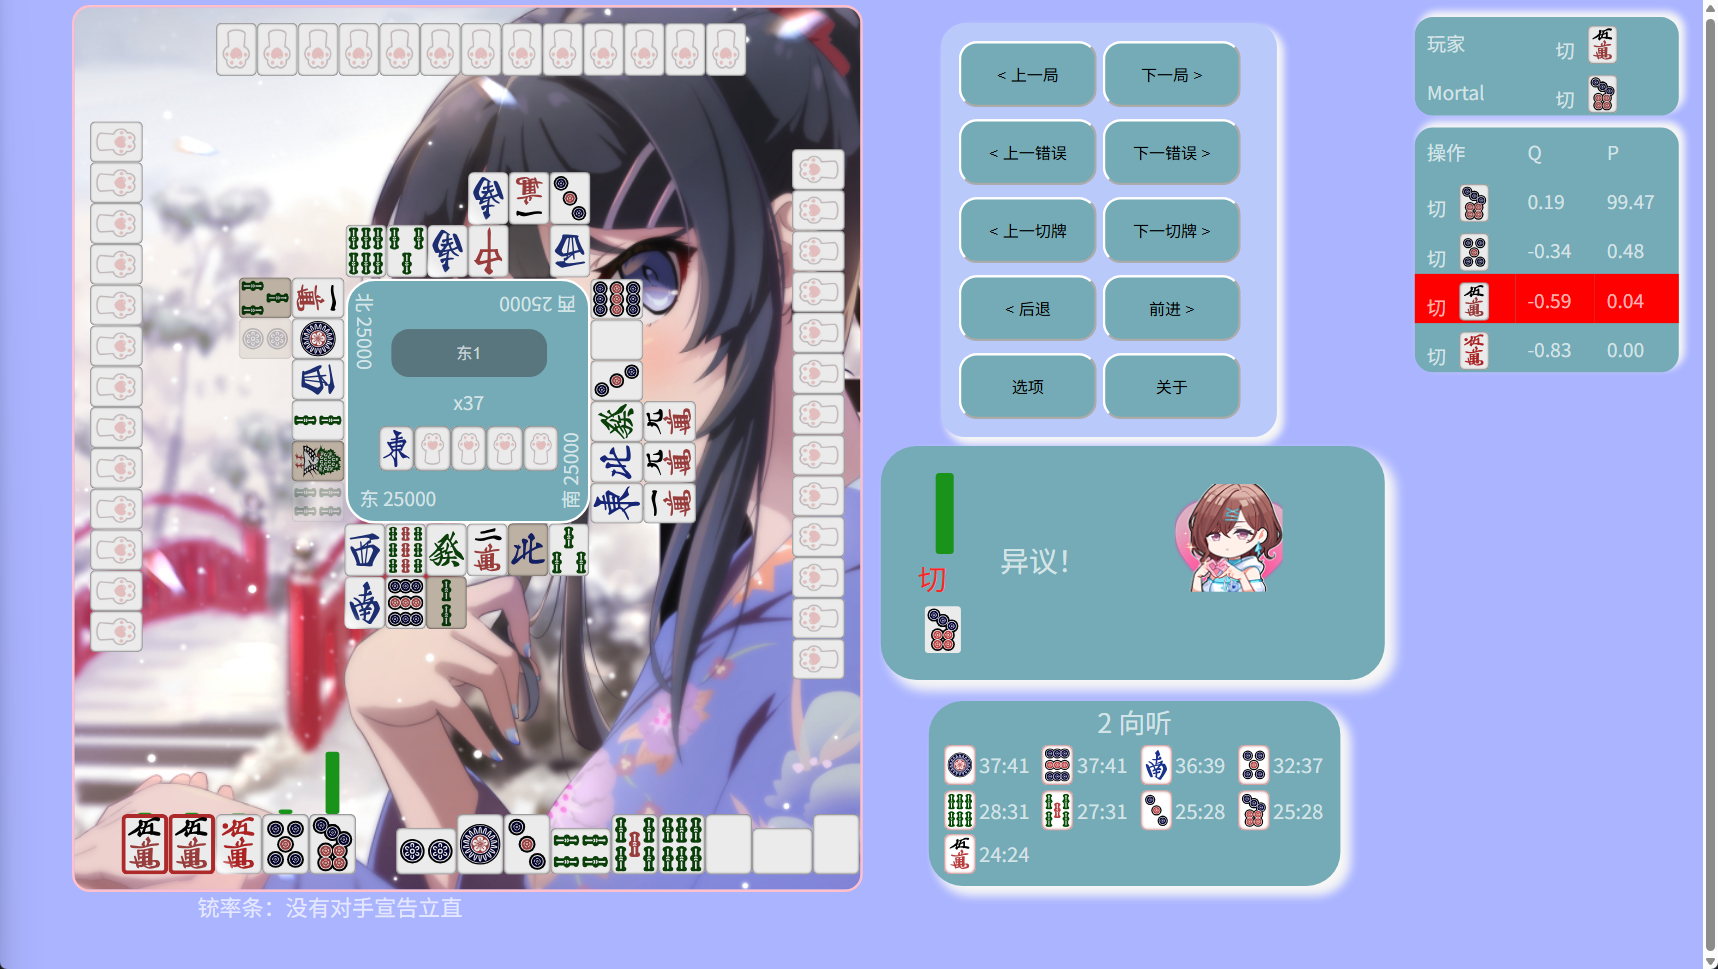 北 25000
西 25000
东1
x37
东 25000
南 25000
铳率条：没有对手宣告立直
< 上一局
下一局 >
< 上一错误
下一错误 >
< 上一切牌
下一切牌 >
< 后退
前进 >
选项
关于
异议！
切
2 向听
37:41
37:41
36:39
32:37
28:31
27:31
25:28
25:28
24:24
玩家 切
Mortal 切
操作 Q P
切 0.19 99.47
切 -0.34 0.48
切 -0.59 0.04
切 -0.83 0.00